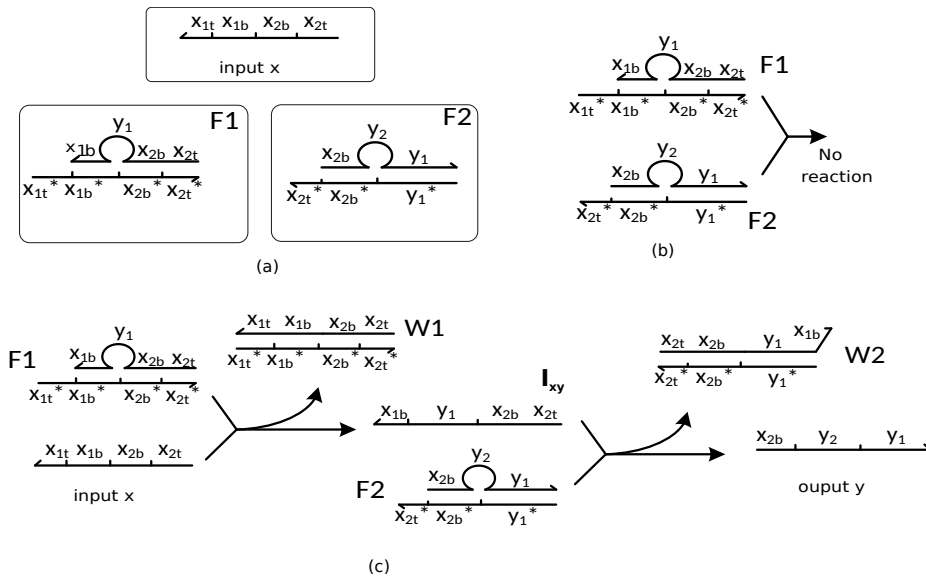 x1t x1b x2b x2t
input x
F1
y1
x1b x2b x2t
x1t* x1b* x2b* x2t*
F2
y2
x2b y1
x2t* x2b* y1*
(a)
y1
x1b x2b x2t F1
x1t* x1b* x2b* x2t*
No
reaction
y2
x2b y1
x2t* x2b* y1*
F2
(b)
F1
y1
x1b x2b x2t
x1t* x1b* x2b* x2t*
x1t x1b x2b x2t
input x
x1t x1b x2b x2t W1
x1t* x1b* x2b* x2t*
Ixy
x1b y1 x2b x2t
F2
y2
x2b y1
x2t* x2b* y1*
x2t x2b y1 x1b
W2
x2t* x2b* y1*
x2b y2 y1
ouput y
(c)